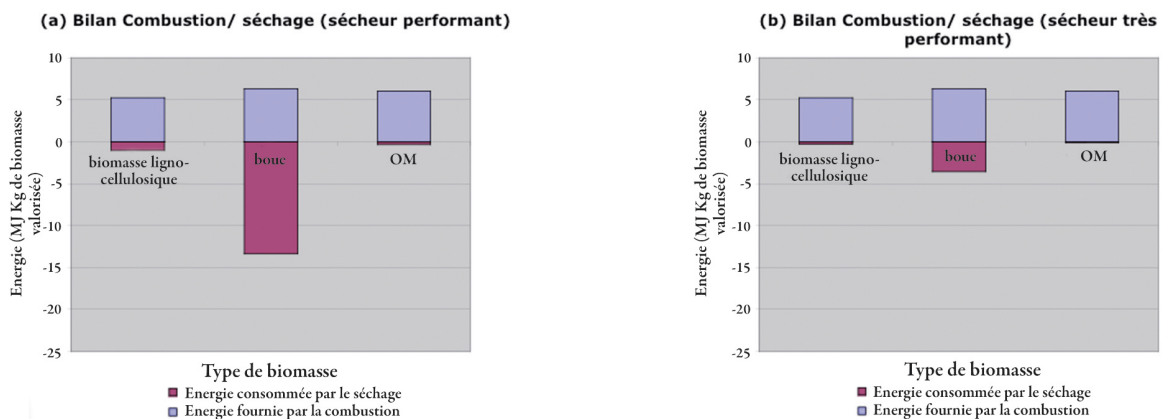 (a) Bilan Combustion/ séchage (sécheur performant)
10
5
0
-5
-10
-15
-20
-25
Energie (MJ Kg de biomasse
valorisée)
biomasse ligno-
cellulosique
boue
OM
Type de biomasse
Energie consommée par le séchage
Energie fournie par la combustion
(b) Bilan Combustion/ séchage (sécheur très
performant)
10
5
0
-5
-10
-15
-20
-25
Energie (MJ Kg de biomasse
valorisée)
biomasse ligno-
cellulosique
boue
OM
Type de biomasse
Energie consommée par le séchage
Energie fournie par la combustion